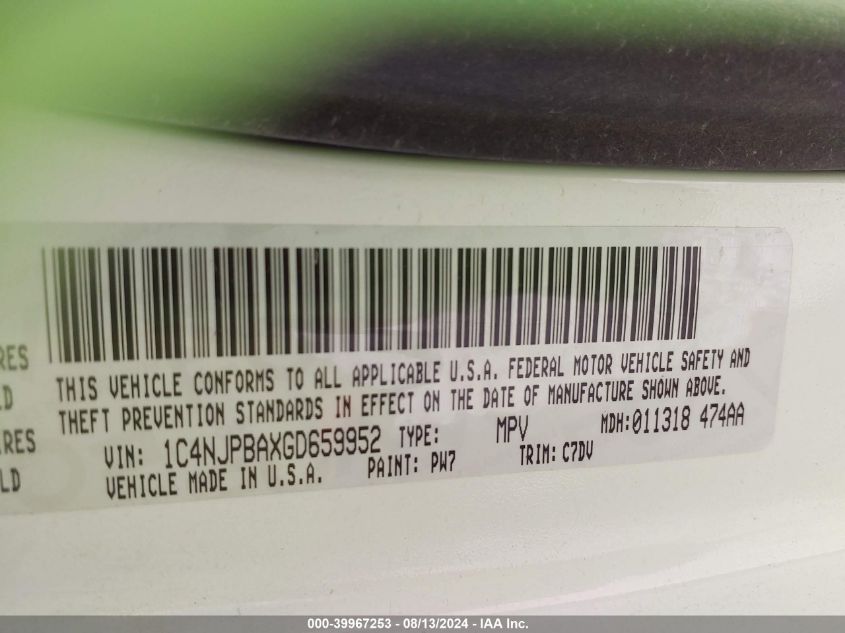 RES
LD
IRES
LD
THIS VEHICLE CONFORMS TO ALL APPLICABLE U.S.A. FEDERAL MOTOR VEHICLE SAFETY AND
THEFT PREVENTION STANDARDS IN EFFECT ON THE DATE OF MANUFACTURE SHOWN ABOVE.
VIN: 1C4NJPBAXGD659952 TYPE: MPV MDH:011318 474AA
VEHICLE MADE IN U.S.A. PAINT: PW7 TRIM: C7DV
000-39967253 - 08/13/2024 - IAA Inc.